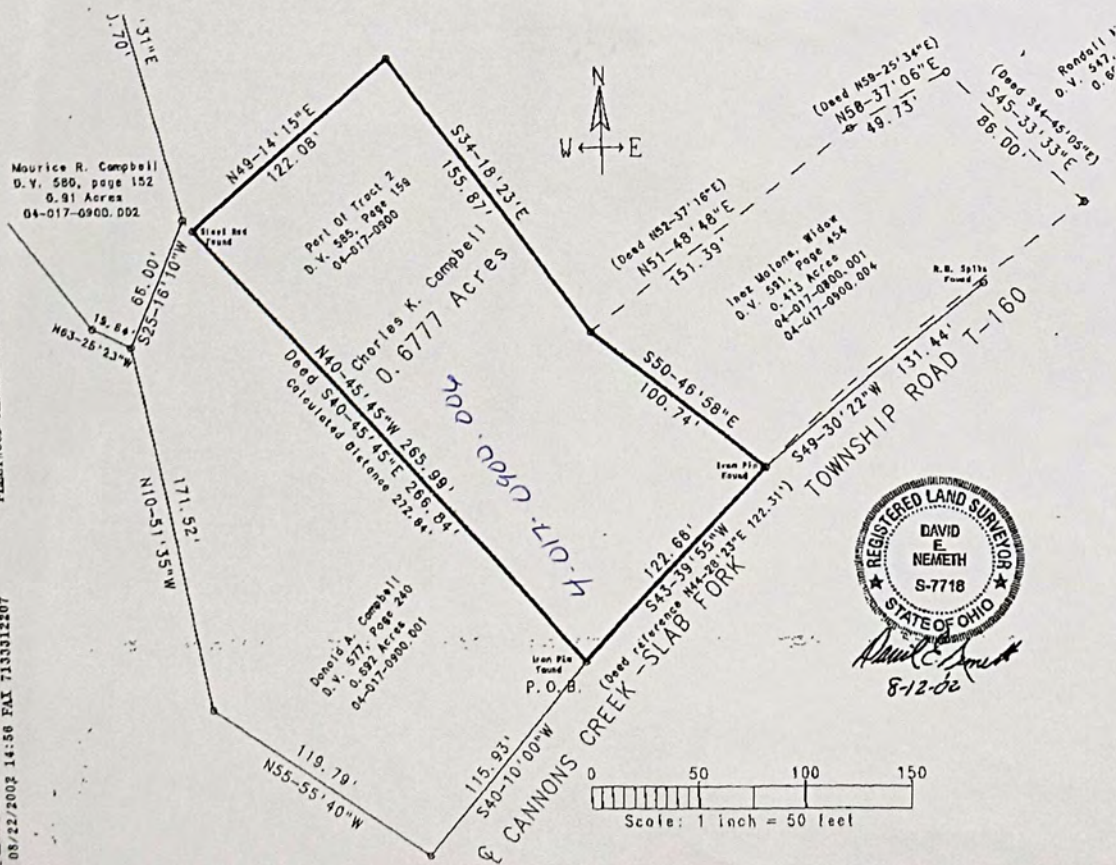 '31"E
0.70'
Maurice R. Campbell
D.V. 580, page 152
0.91 Acres
04-017-0900.002
N49-14'15"E
122.08'
Steel Rod
Found
66.00'
S25-16'10"W
19.64'
N63-25'23"W
Part of Tract 2
D.V. 585, Page 159
04-017-0900
Charles K. Campbell
0.6777 Acres
S34-18'23"E
155.87'
N
W E
(Deed N59-25'34"E)
N58-37'06"E
49.73'
(Deed S44-45'05"E)
S45-33'33"E
86.00'
Randall
D.V. 547,
(Deed N52-37'16"E)
N51-48'48"E
151.39'
Inez Malone, Widow
D.V. 591, Page 454
0.413 Acres
04-017-0800.001
04-017-0900.004
R.R. Spike
Found
S50-46'58"E
100.74'
Iron Pin
Found
S49-30'22"W 131.44'
TOWNSHIP ROAD T-160
N40-45'45"W 265.99'
Deed S40-45'45"E 266.84'
Calculated Distance 272.84'
4-017-0900.004
122.66'
S43-39'55"W
(Deed reference N44-28'23"E 122.31')
Iron Pin
Found
P.O.B.
Donald A. Campbell
D.V. 577, Page 240
0.692 Acres
04-017-0900.001
171.52'
N10-51'35"W
119.79'
N55-55'40"W
115.93'
S40-10'00"W
℄ CANNONS CREEK -SLAB FORK
REGISTERED LAND SURVEYOR
DAVID
E.
NEMETH
S-7718
STATE OF OHIO
David E. Nemeth
8-12-02
0 50 100 150
Scale: 1 inch = 50 feet
08/22/2002 14:56 FAX 7133312207